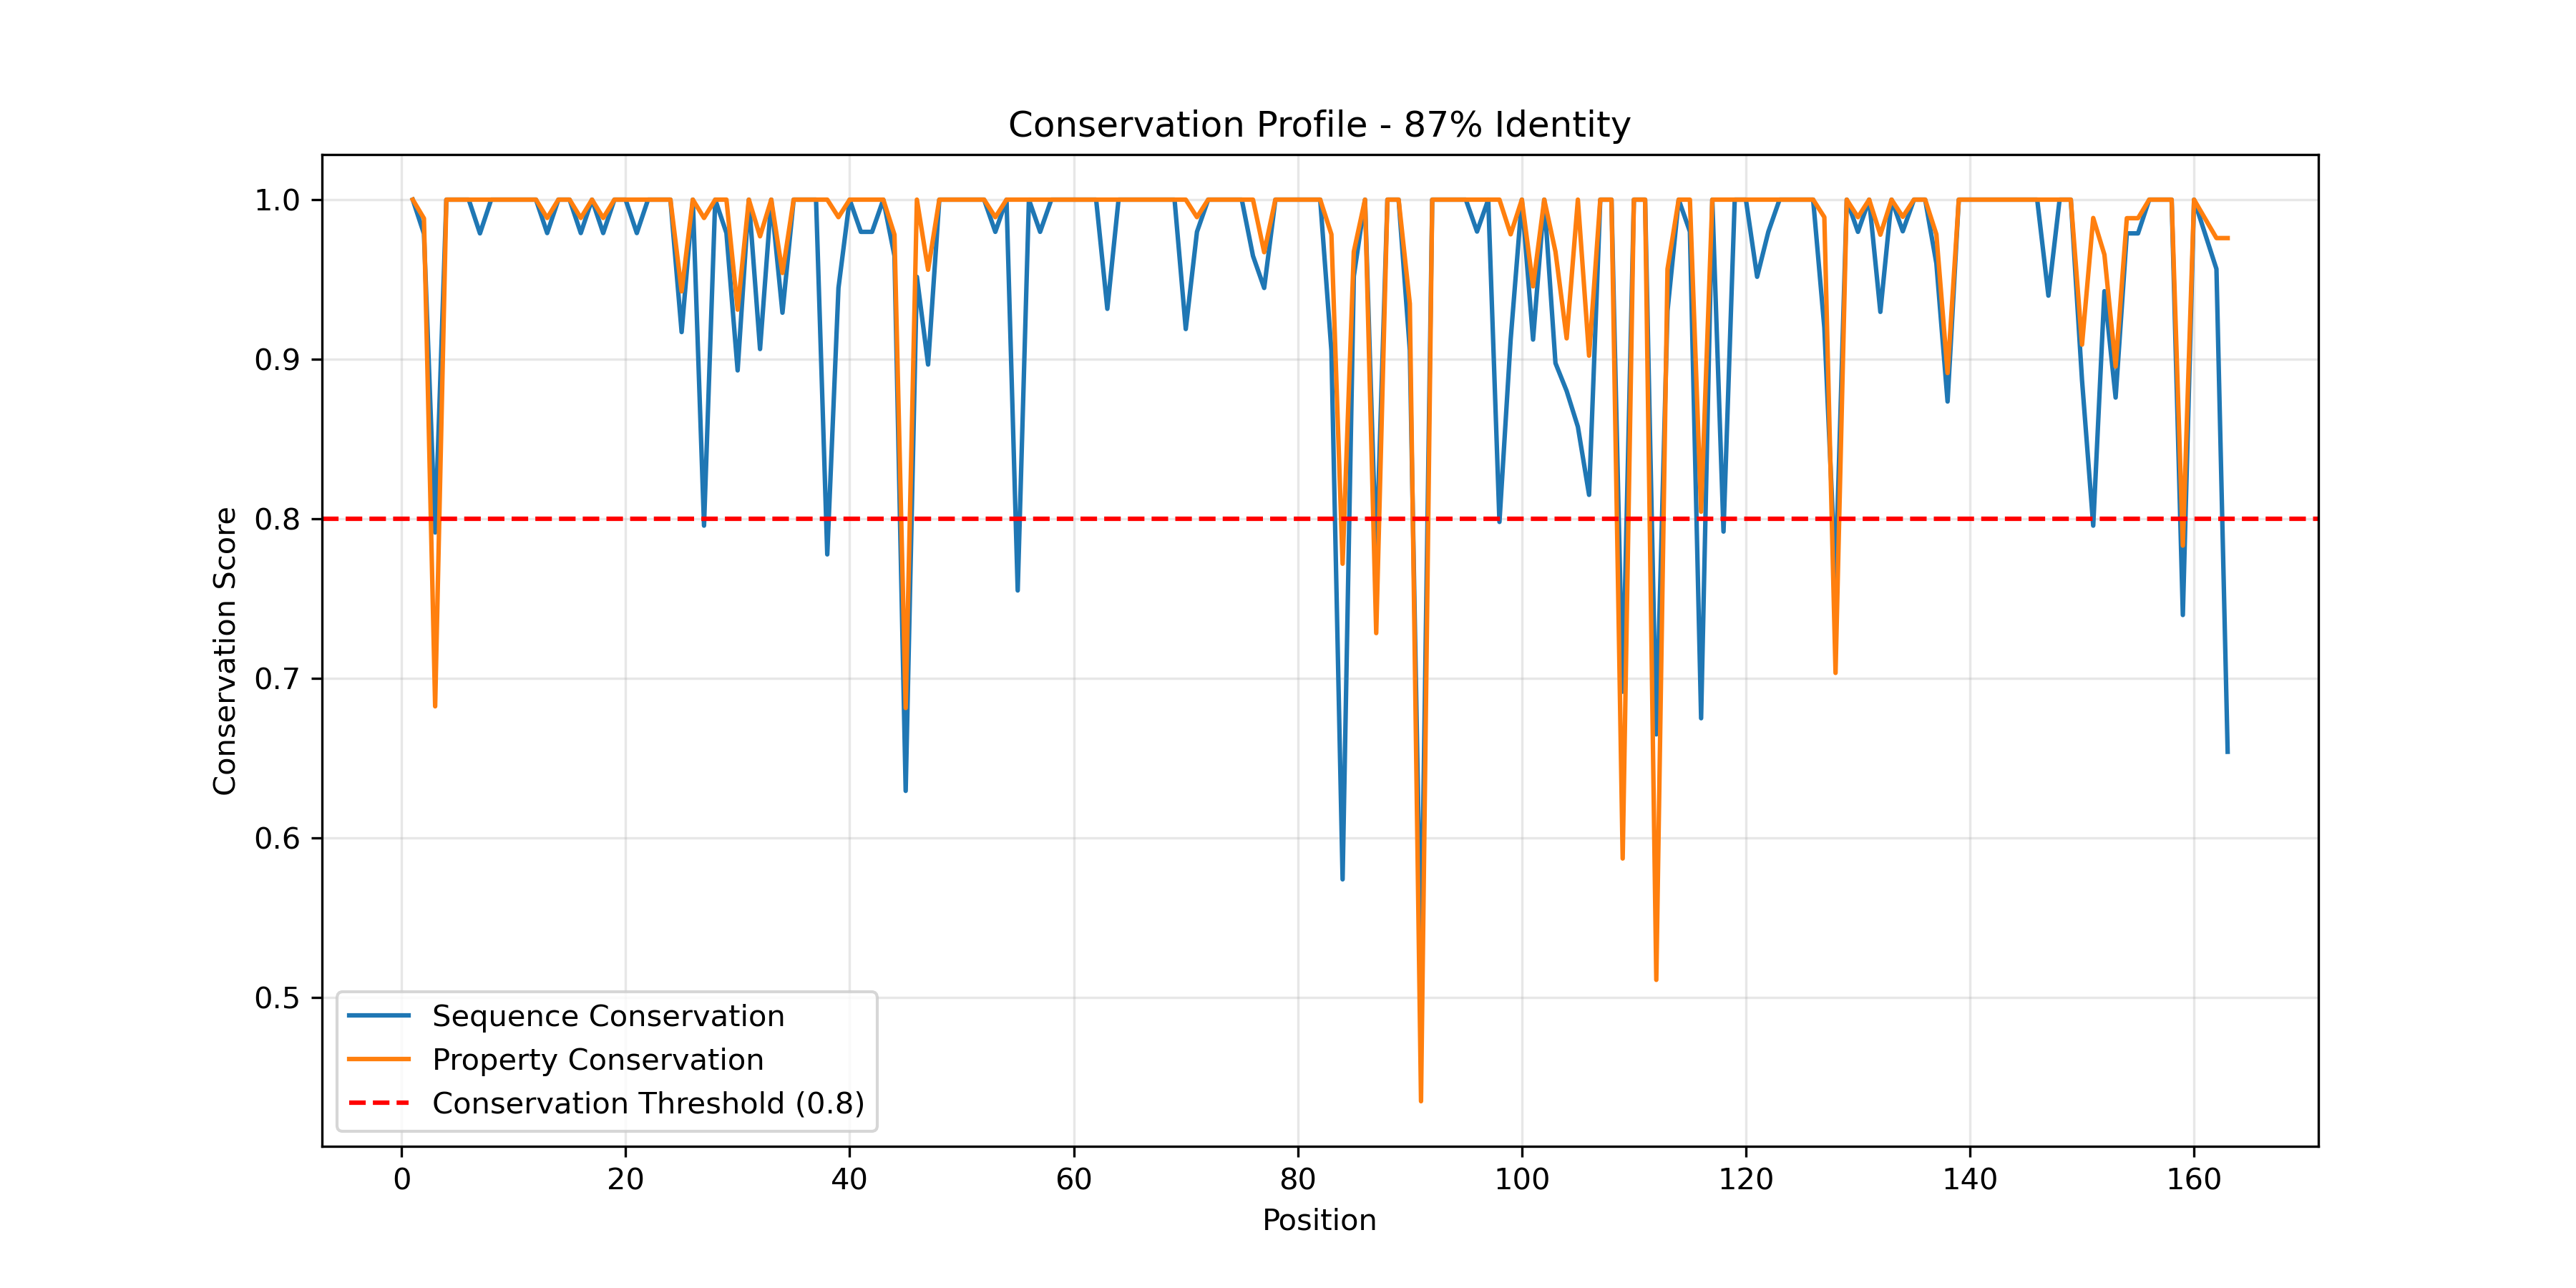 Conservation Profile - 87% Identity
Conservation Score
1.0
0.9
0.8
0.7
0.6
0.5
Sequence Conservation
Property Conservation
Conservation Threshold (0.8)
0 20 40 60 80 100 120 140 160
Position